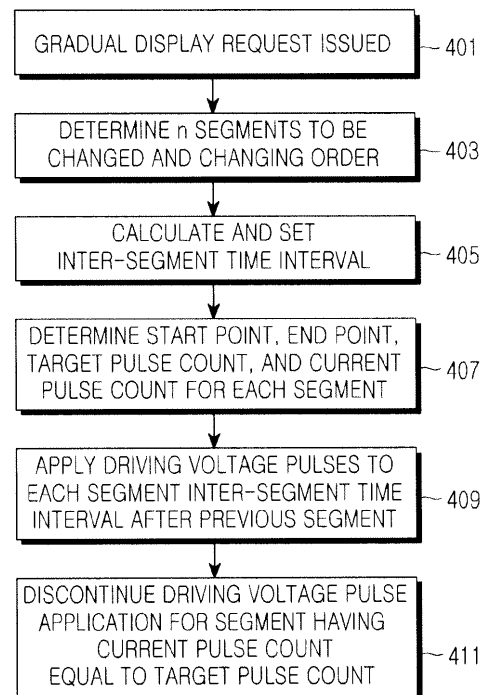 GRADUAL DISPLAY REQUEST ISSUED
401
DETERMINE n SEGMENTS TO BE
CHANGED AND CHANGING ORDER
403
CALCULATE AND SET
INTER-SEGMENT TIME INTERVAL
405
DETERMINE START POINT, END POINT,
TARGET PULSE COUNT, AND CURRENT
PULSE COUNT FOR EACH SEGMENT
407
APPLY DRIVING VOLTAGE PULSES TO
EACH SEGMENT INTER-SEGMENT TIME
INTERVAL AFTER PREVIOUS SEGMENT
409
DISCONTINUE DRIVING VOLTAGE PULSE
APPLICATION FOR SEGMENT HAVING
CURRENT PULSE COUNT
EQUAL TO TARGET PULSE COUNT
411